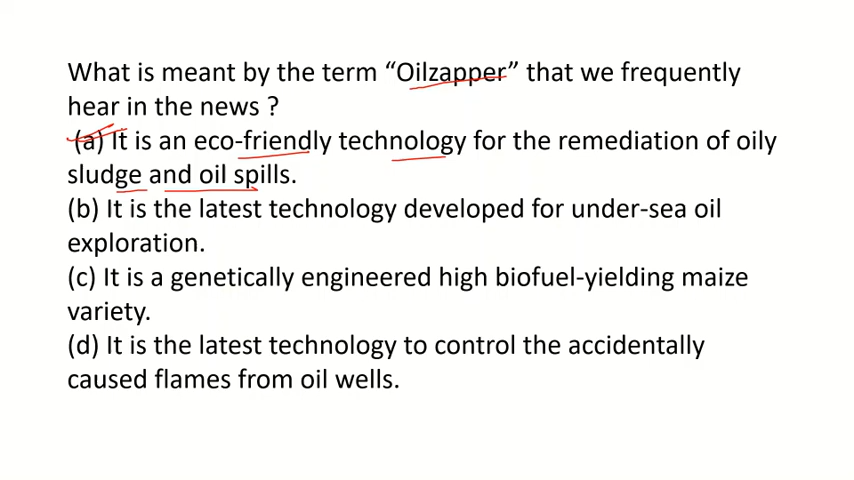 What is meant by the term “Oilzapper” that we frequently
hear in the news ?
(a) It is an eco-friendly technology for the remediation of oily
sludge and oil spills.
(b) It is the latest technology developed for under-sea oil
exploration.
(c) It is a genetically engineered high biofuel-yielding maize
variety.
(d) It is the latest technology to control the accidentally
caused flames from oil wells.